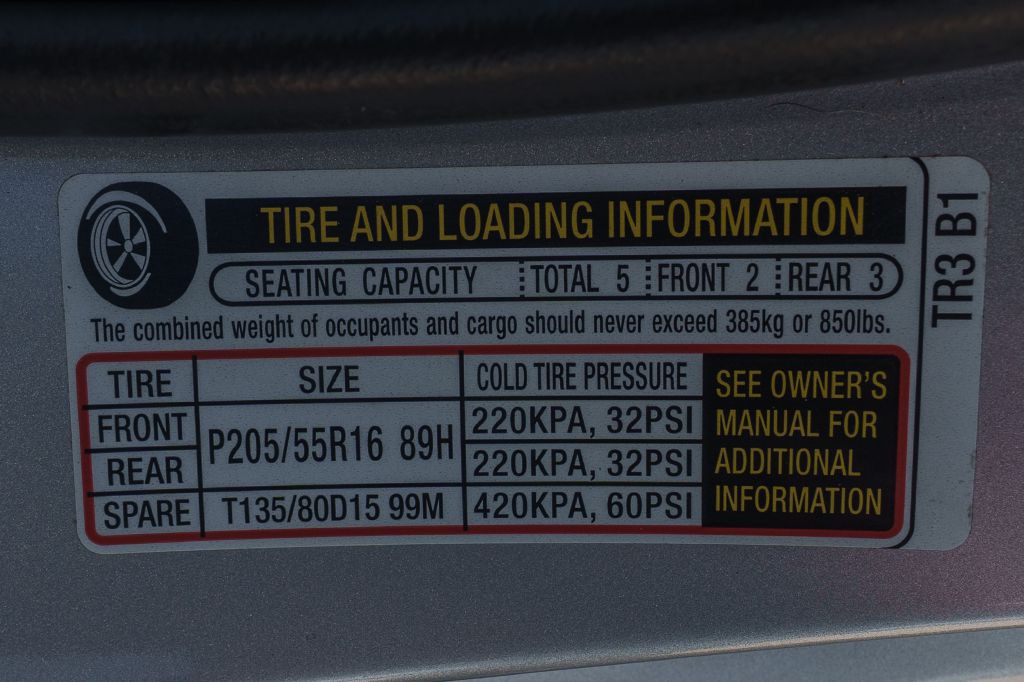 TIRE AND LOADING INFORMATION
SEATING CAPACITY TOTAL 5 FRONT 2 REAR 3
The combined weight of occupants and cargo should never exceed 385kg or 850lbs.
TIRE SIZE COLD TIRE PRESSURE
FRONT P205/55R16 89H 220KPA, 32PSI
REAR 220KPA, 32PSI
SPARE T135/80D15 99M 420KPA, 60PSI
SEE OWNER'S
MANUAL FOR
ADDITIONAL
INFORMATION
TR3 B1